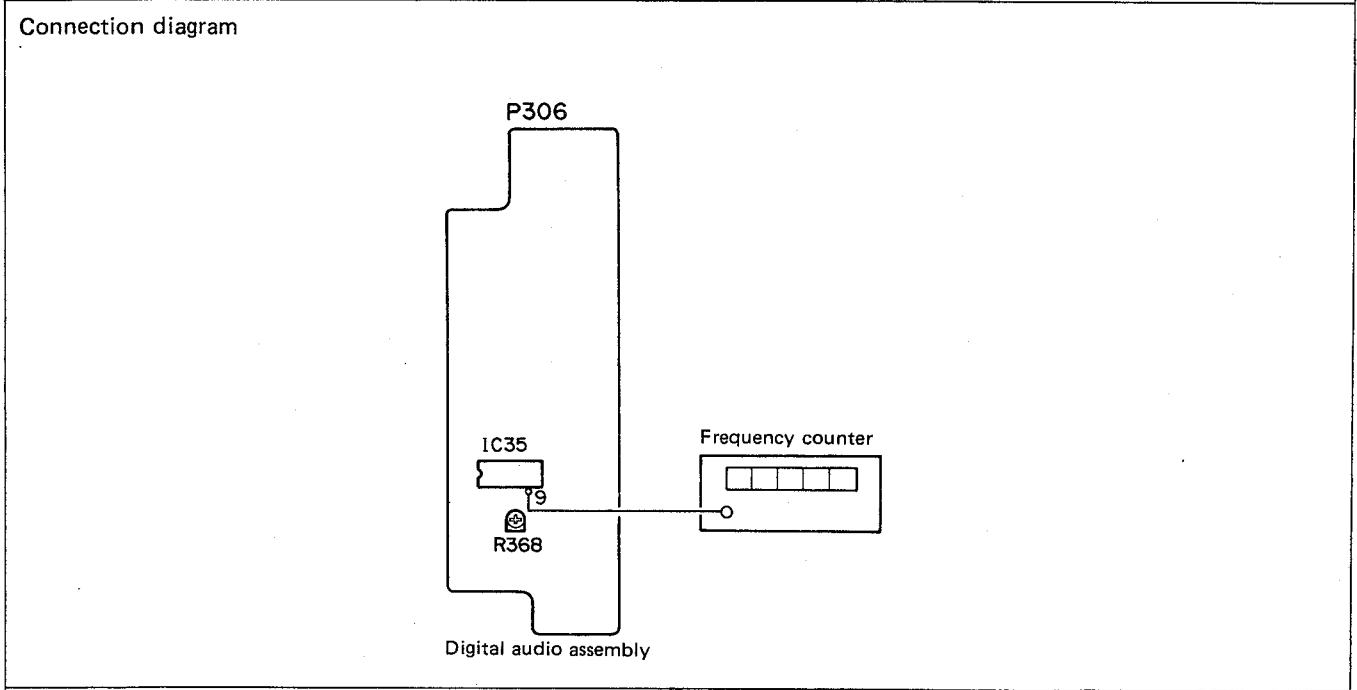 Connection diagram
P306
IC35
9
R368
Frequency counter
Digital audio assembly